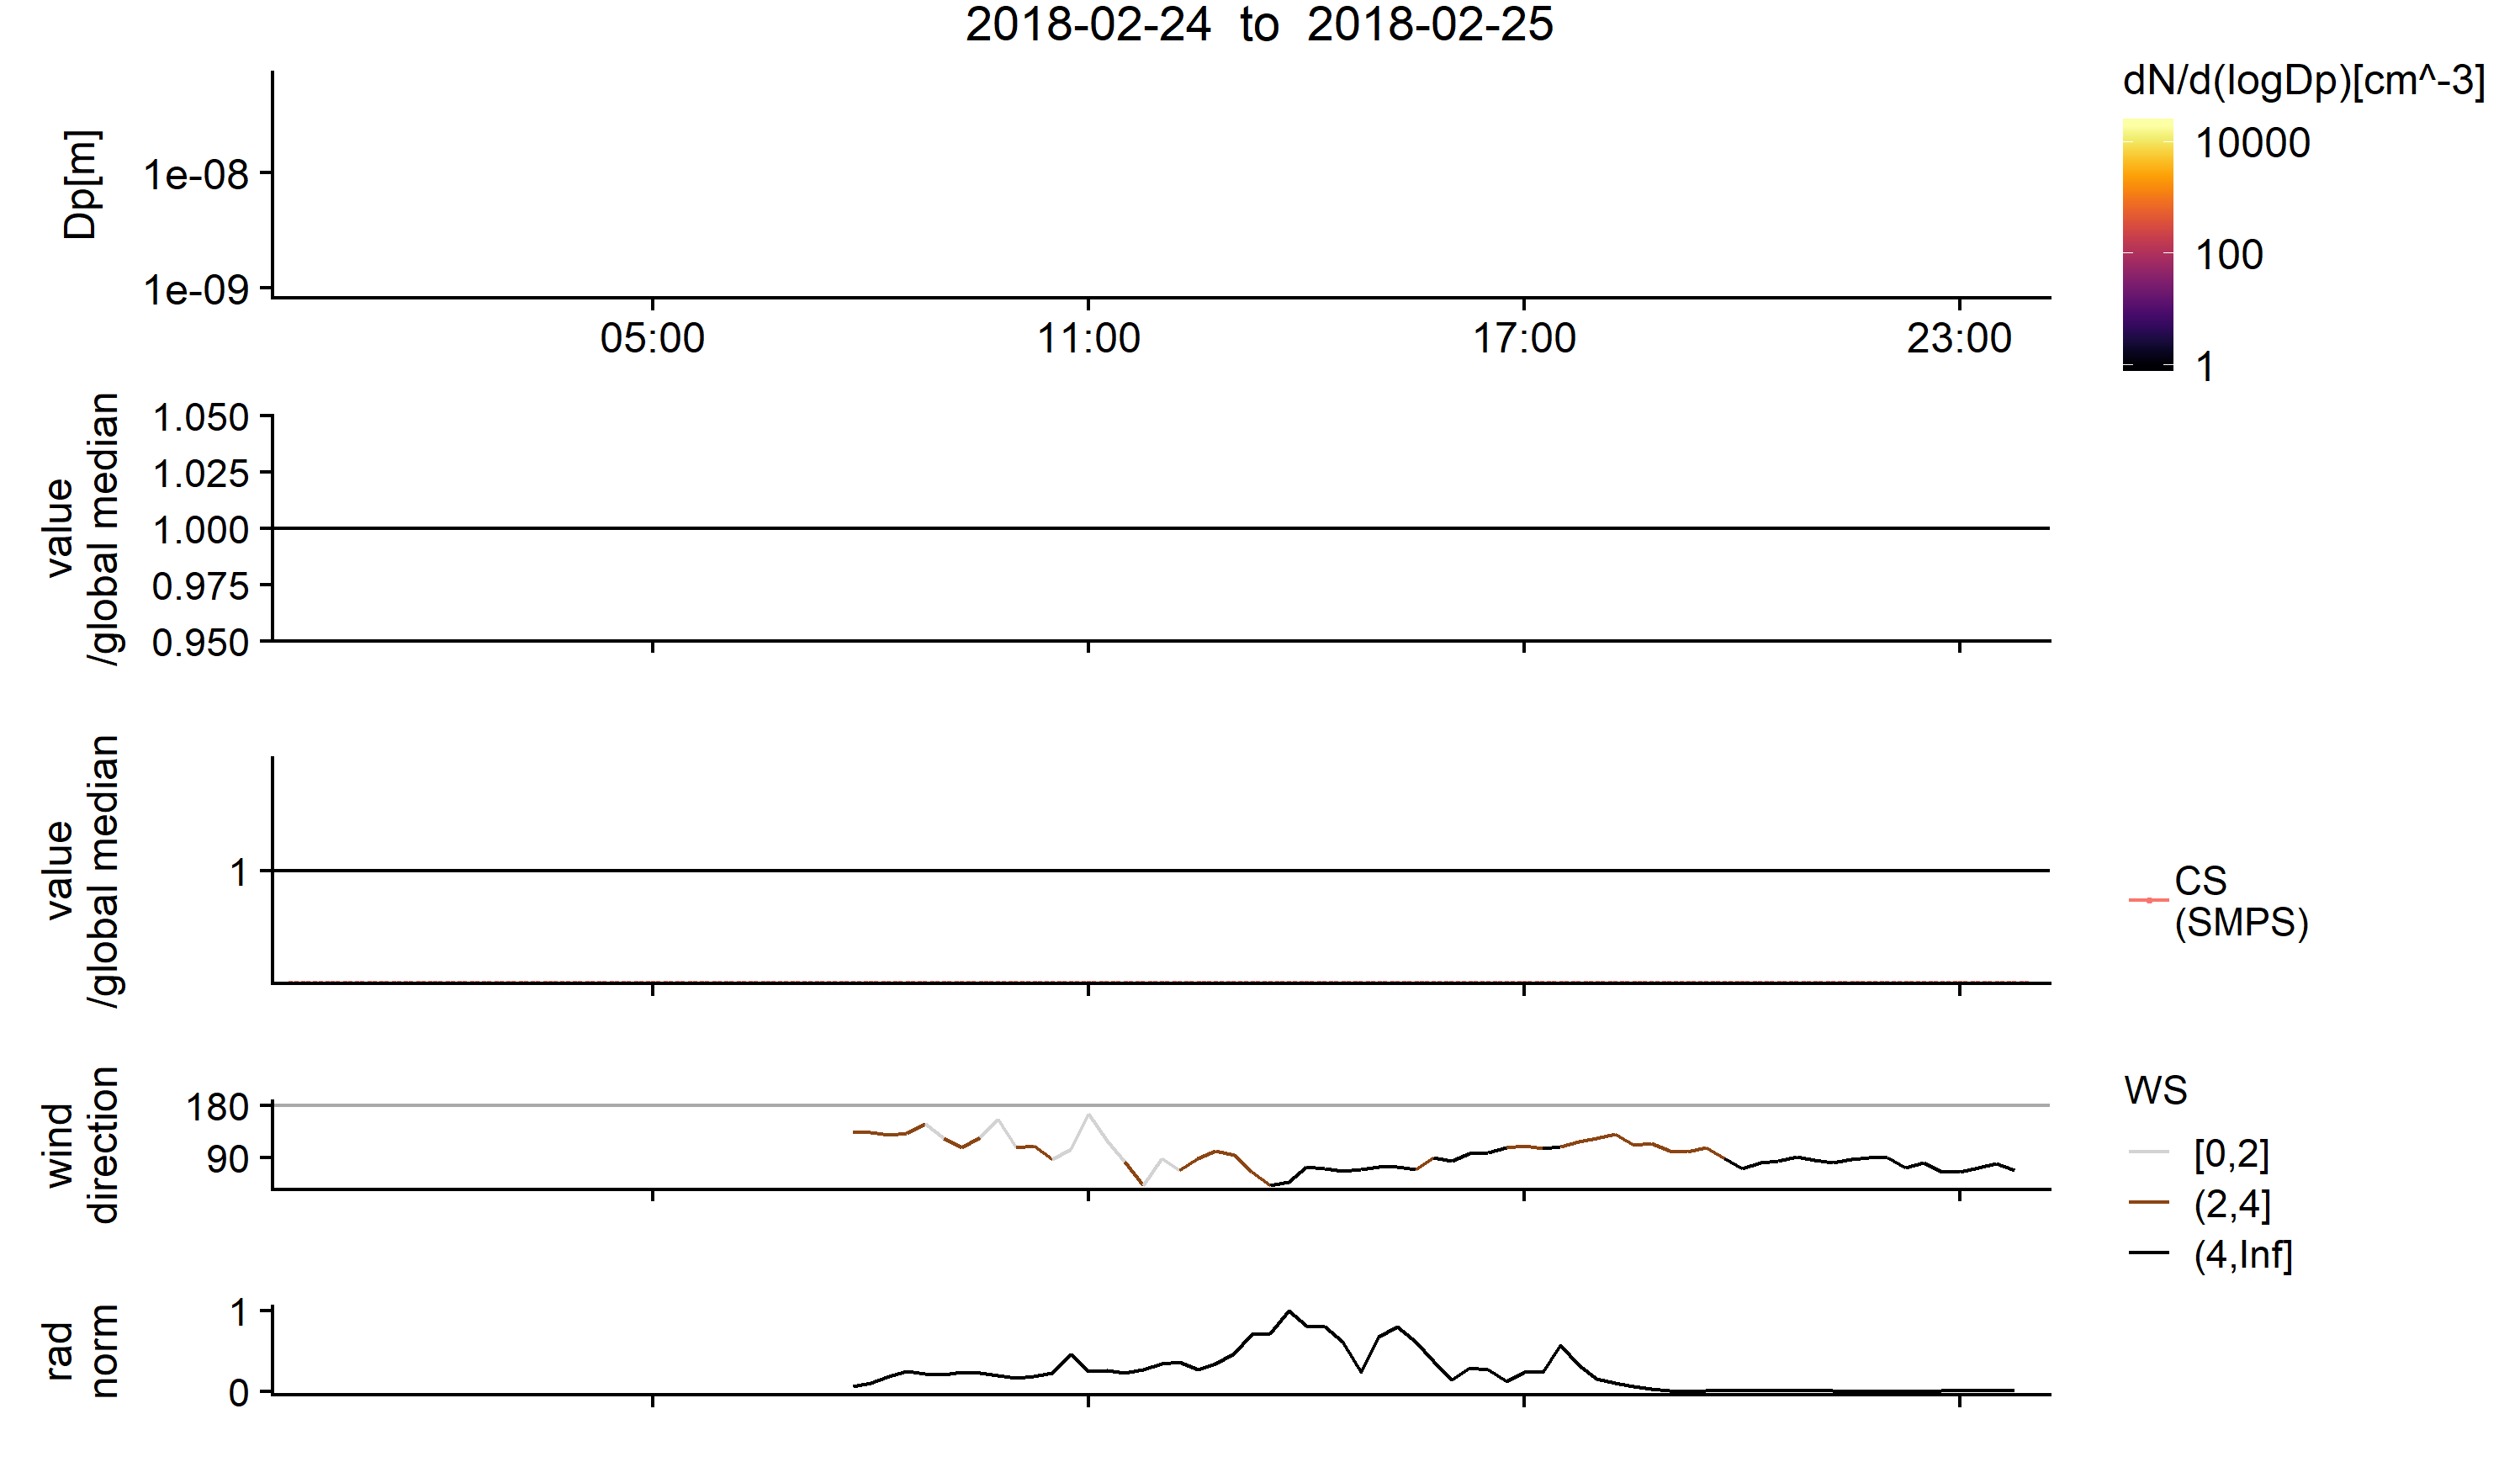 2018-02-24 to 2018-02-25
Dp[m]
1e-08
1e-09
05:00
11:00
17:00
23:00
dN/d(logDp)[cm^-3]
10000
100
1
value
/global median
1.050
1.025
1.000
0.975
0.950
value
/global median
1
CS
(SMPS)
wind
direction
180
90
WS
[0,2]
(2,4]
(4,Inf]
rad
norm
1
0